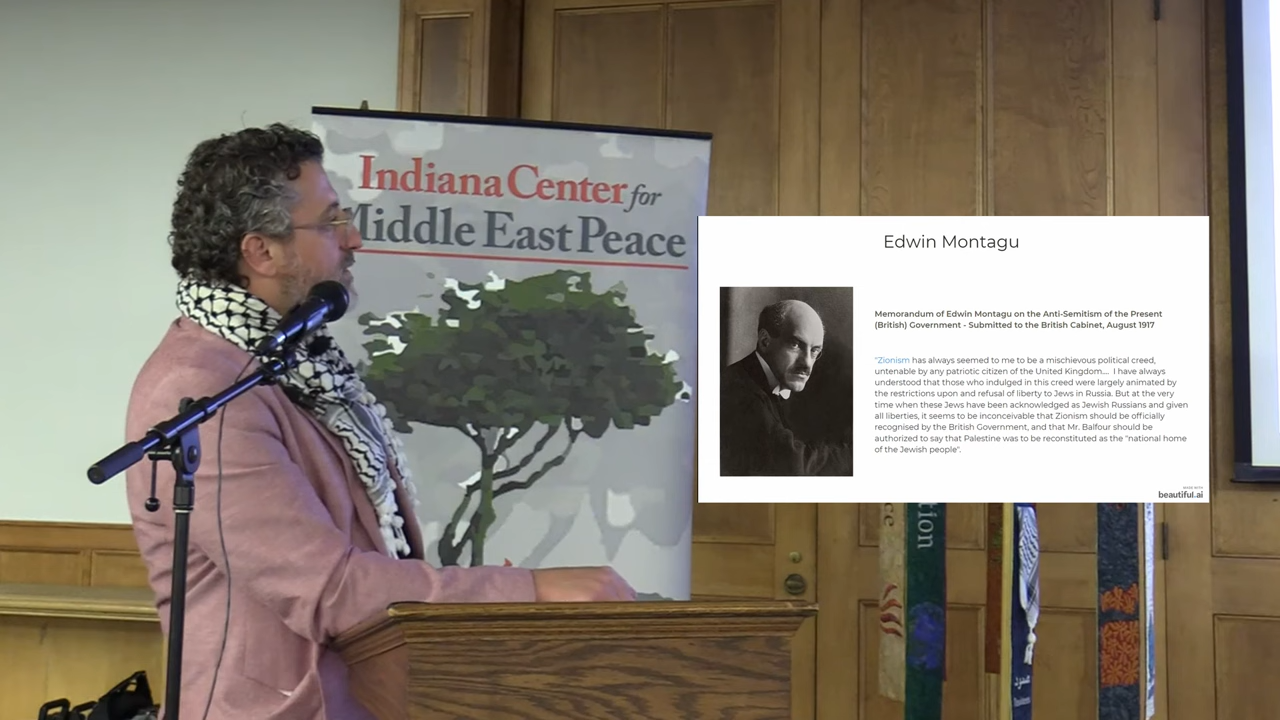 Indiana Center for
Middle East Peace
Edwin Montagu
Memorandum of Edwin Montagu on the Anti-Semitism of the Present
(British) Government - Submitted to the British Cabinet, August 1917
"Zionism has always seemed to me to be a mischievous political creed,
untenable by any patriotic citizen of the United Kingdom.... I have always
understood that those who indulged in this creed were largely animated by
the restrictions upon and refusal of liberty to Jews in Russia. But at the very
time when these Jews have been acknowledged as Jewish Russians and given
all liberties, it seems to be inconceivable that Zionism should be officially
recognised by the British Government, and that Mr. Balfour should be
authorized to say that Palestine was to be reconstituted as the "national home
of the Jewish people".
MADE WITH
beautiful.ai